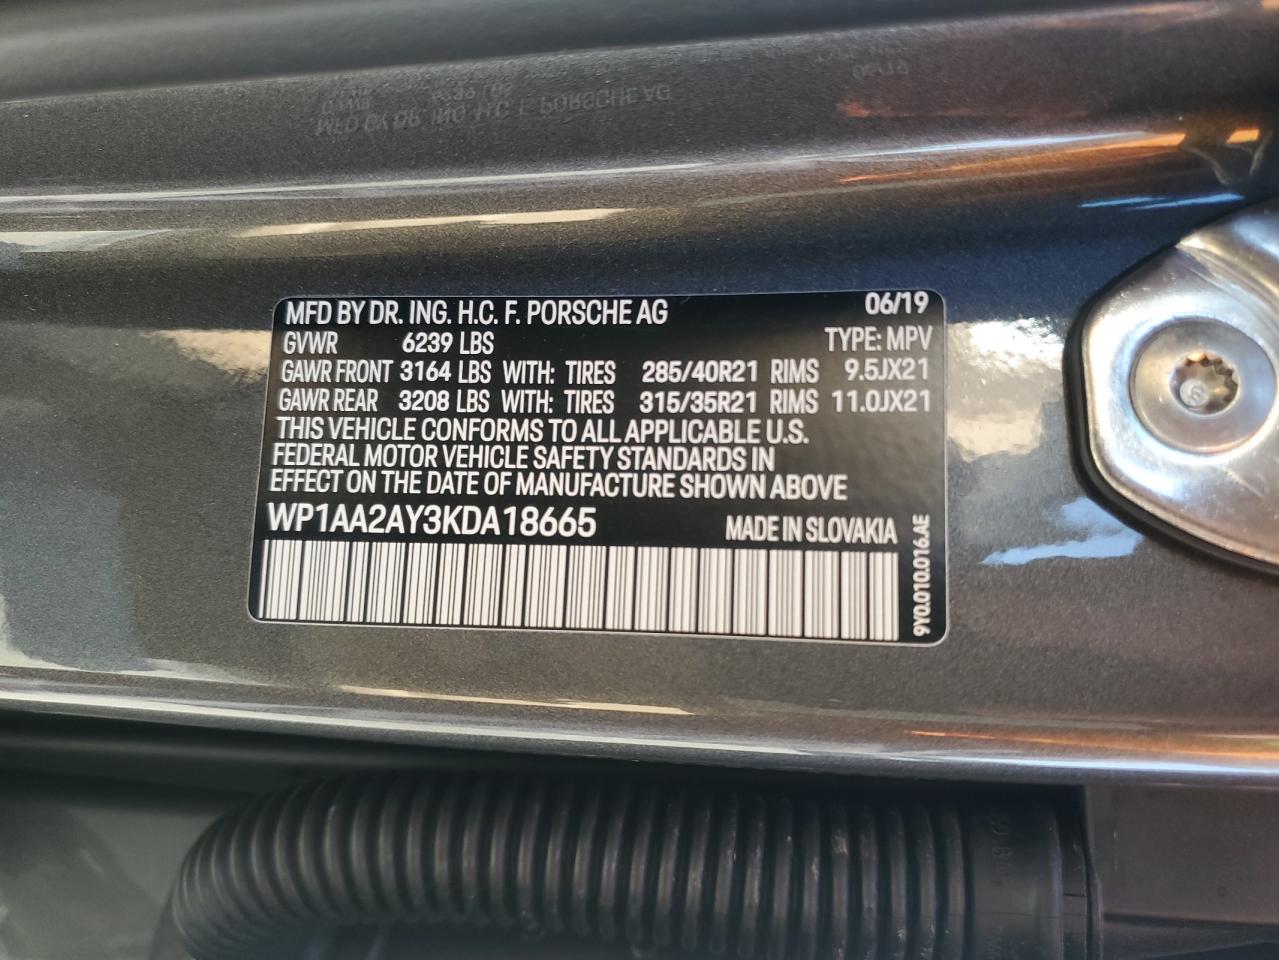 MFD BY DR. ING. H.C. F. PORSCHE AG 06/19
GVWR 6239 LBS TYPE: MPV
GAWR FRONT 3164 LBS WITH: TIRES 285/40R21 RIMS 9.5JX21
GAWR REAR 3208 LBS WITH: TIRES 315/35R21 RIMS 11.0JX21
THIS VEHICLE CONFORMS TO ALL APPLICABLE U.S.
FEDERAL MOTOR VEHICLE SAFETY STANDARDS IN
EFFECT ON THE DATE OF MANUFACTURE SHOWN ABOVE
WP1AA2AY3KDA18665 MADE IN SLOVAKIA
9Y0.010.016.AE